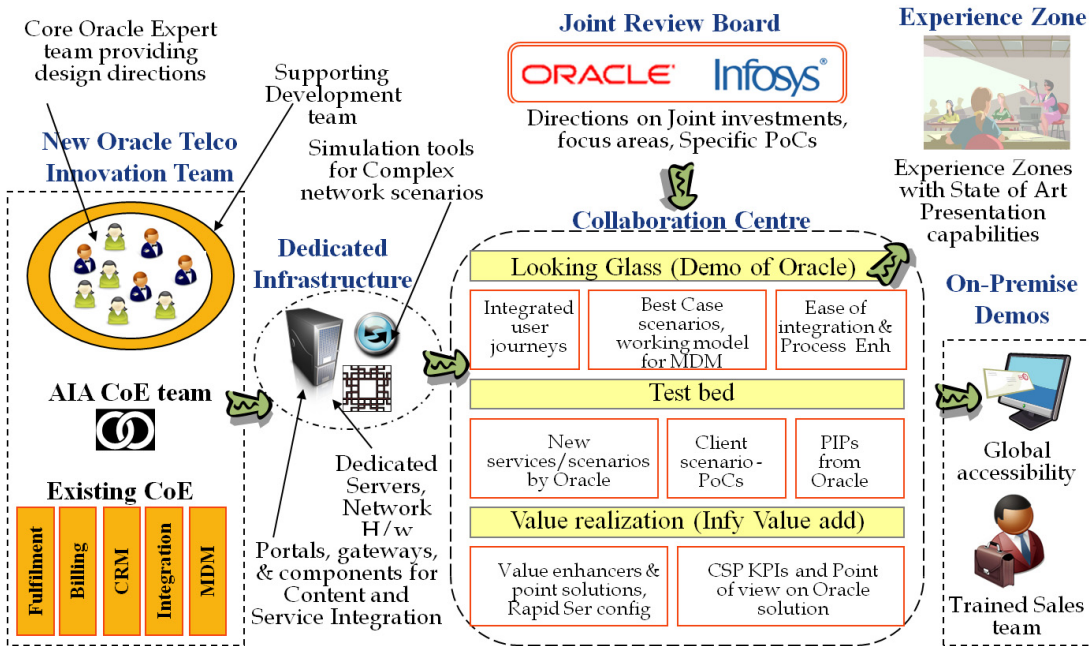 Core Oracle Expert
team providing
design directions
Supporting
Development
team
New Oracle Telco
Innovation Team
Simulation tools
for Complex
network scenarios
Joint Review Board
ORACLE®
Infosys®
Directions on Joint investments,
focus areas, Specific PoCs
Experience Zone
Experience Zones
with State of Art
Presentation
capabilities
AIA CoE team
Existing CoE
Fulfilment
Billing
CRM
Integration
MDM
Dedicated
Infrastructure
Dedicated
Servers,
Network
H/w
Portals, gateways,
& components for
Content and
Service Integration
Collaboration Centre
Looking Glass (Demo of Oracle)
Integrated
user
journeys
Best Case
scenarios,
working model
for MDM
Ease of
integration &
Process Enh
Test bed
New
services/scenarios
by Oracle
Client
scenario-
PoCs
PIPs
from
Oracle
Value realization (Infy Value add)
Value enhancers &
point solutions,
Rapid Ser config
CSP KPIs and Point
of view on Oracle
solution
On-Premise
Demos
Global
accessibility
Trained Sales
team